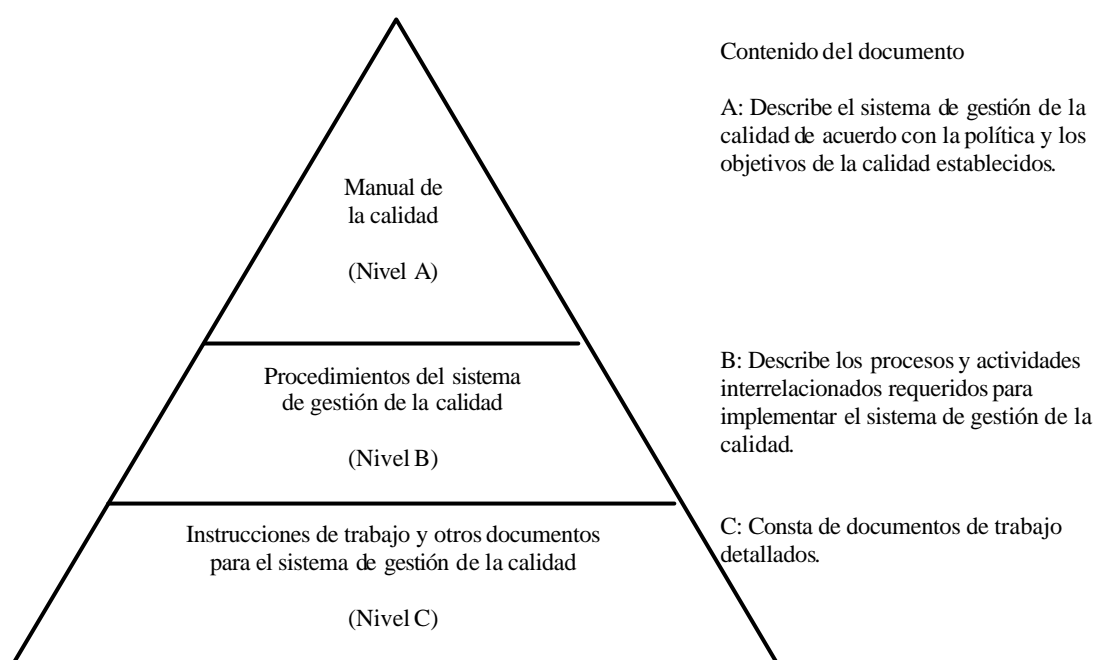 Contenido del documento
A: Describe el sistema de gestión de la
calidad de acuerdo con la política y los
objetivos de la calidad establecidos.
Manual de
la calidad
(Nivel A)
B: Describe los procesos y actividades
interrelacionados requeridos para
implementar el sistema de gestión de la
calidad.
Procedimientos del sistema
de gestión de la calidad
(Nivel B)
C: Consta de documentos de trabajo
detallados.
Instrucciones de trabajo y otros documentos
para el sistema de gestión de la calidad
(Nivel C)